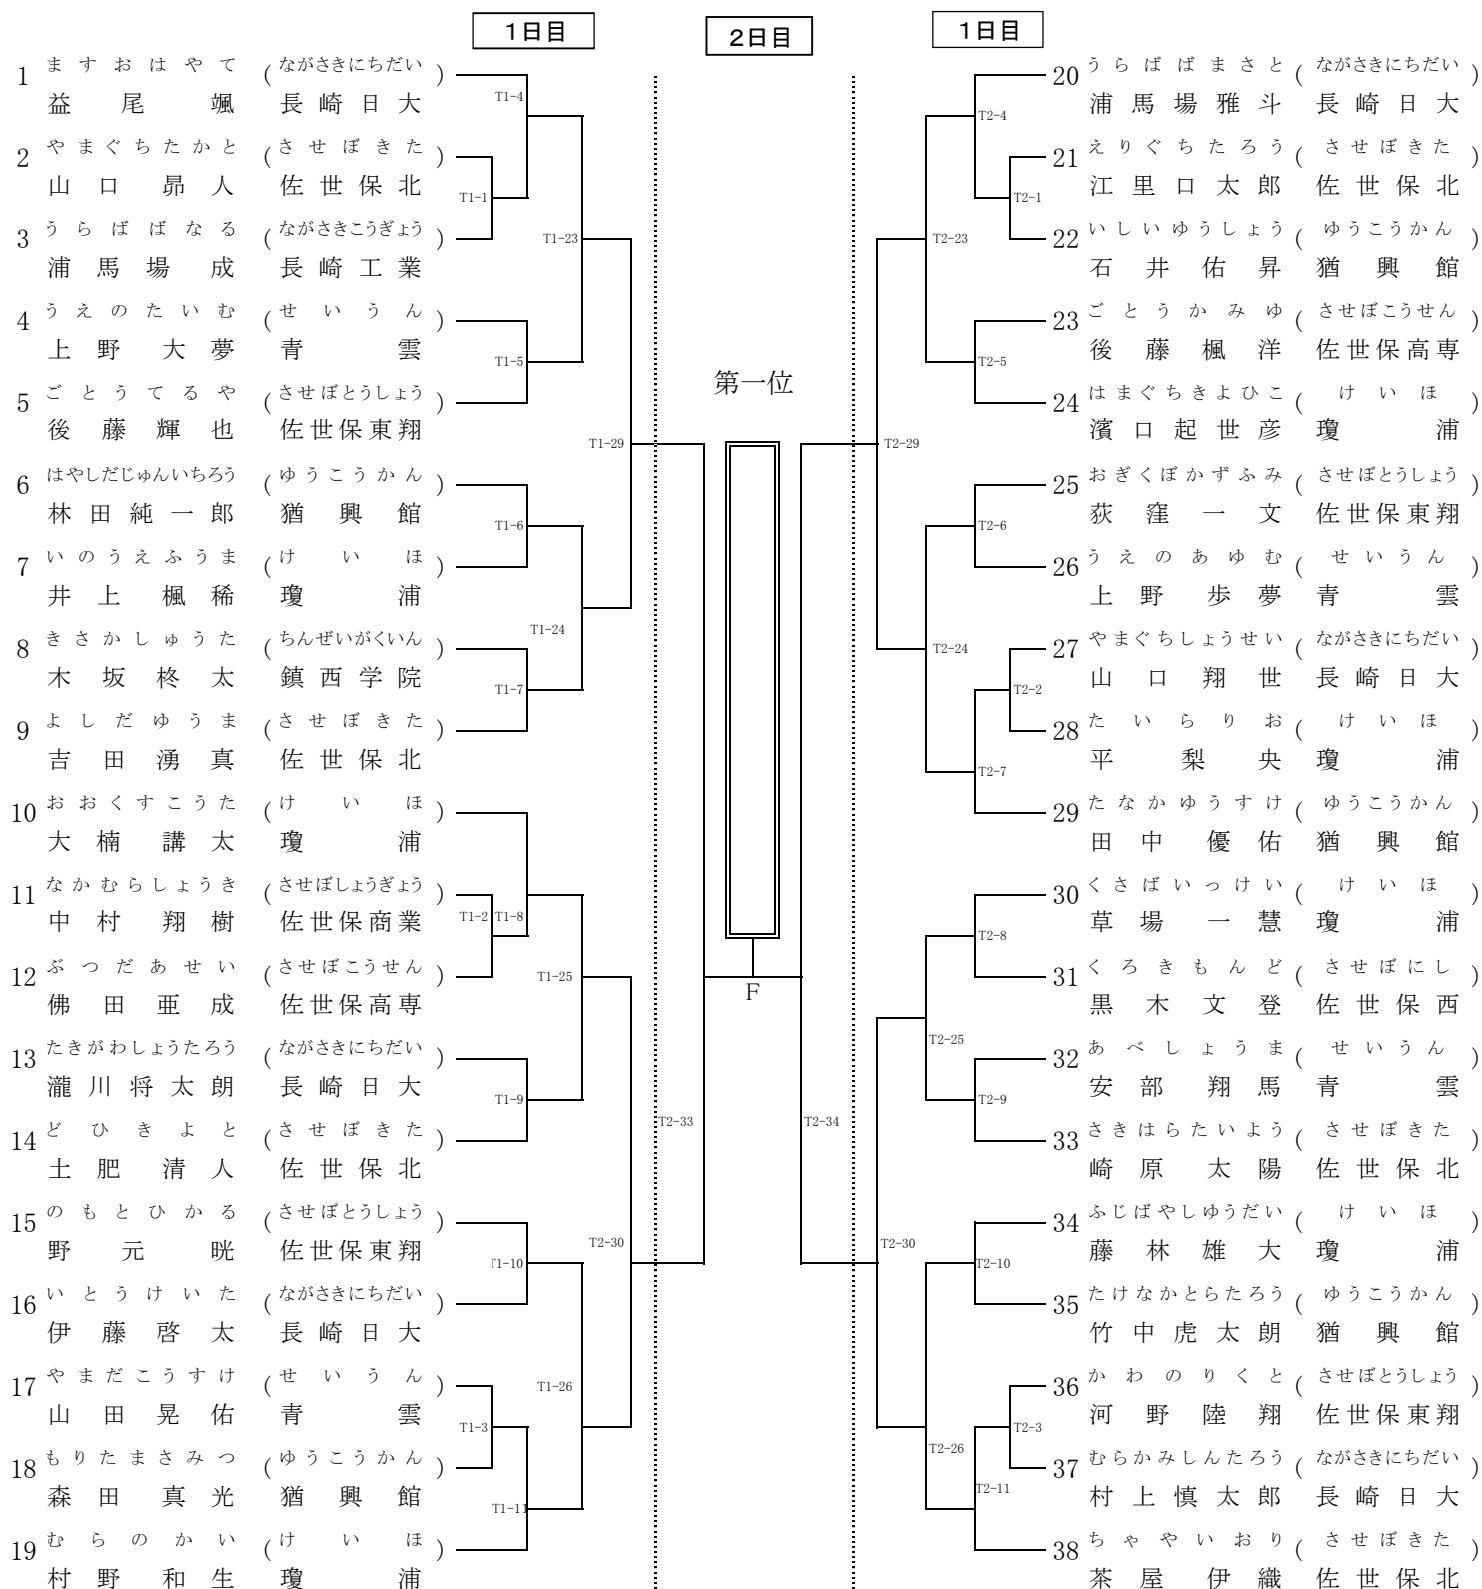 1日目
2日目
1日目
1 ますおはやて (ながさきにちだい)
益尾颯 長崎日大
2 やまぐちたかと (させぼきた)
山口昴人 佐世保北
3 うらばばなる (ながさきこうぎょう)
浦馬場成 長崎工業
4 うえのたいむ (せいうん)
上野大夢 青雲
5 ごとうてるや (させぼとうしょう)
後藤輝也 佐世保東翔
6 はやしだじゅんいちろう (ゆうこうかん)
林田純一郎 猶興館
7 いのうえふうま (けいほ)
井上楓稀 瓊浦
8 きさかしゅうた (ちんぜいがくいん)
木坂柊太 鎮西学院
9 よしだゆうま (させぼきた)
吉田湧真 佐世保北
10 おおくすこうた (けいほ)
大楠講太 瓊浦
11 なかむらしょうき (させぼしょうぎょう)
中村翔樹 佐世保商業
12 ぶつだあせい (させぼこうせん)
佛田亜成 佐世保高専
13 たきがわしょうたろう (ながさきにちだい)
瀧川将太朗 長崎日大
14 どひきよと (させぼきた)
土肥清人 佐世保北
15 のもとひかる (させぼとうしょう)
野元晄 佐世保東翔
16 いとうけいた (ながさきにちだい)
伊藤啓太 長崎日大
17 やまだこうすけ (せいうん)
山田晃佑 青雲
18 もりたまさみつ (ゆうこうかん)
森田真光 猶興館
19 むらのかい (けいほ)
村野和生 瓊浦
T1-4
T1-1
T1-23
T1-5
T1-29
T1-6
T1-24
T1-7
T1-2
T1-8
T1-25
T1-9
T2-33
T2-30
T1-10
T1-26
T1-3
T1-11
第一位
F
T2-4
T2-1
T2-23
T2-5
T2-29
T2-6
T2-24
T2-2
T2-7
T2-8
T2-25
T2-9
T2-34
T2-30
T2-10
T2-26
T2-3
T2-11
20 うらばばまさと (ながさきにちだい)
浦馬場雅斗 長崎日大
21 えりぐちたろう (させぼきた)
江里口太郎 佐世保北
22 いしいゆうしょう (ゆうこうかん)
石井佑昇 猶興館
23 ごとうかみゆ (させぼこうせん)
後藤楓洋 佐世保高専
24 はまぐちきよひこ (けいほ)
濱口起世彦 瓊浦
25 おぎくぼかずふみ (させぼとうしょう)
荻窪一文 佐世保東翔
26 うえのあゆむ (せいうん)
上野歩夢 青雲
27 やまぐちしょうせい (ながさきにちだい)
山口翔世 長崎日大
28 たいらりお (けいほ)
平梨央 瓊浦
29 たなかゆうすけ (ゆうこうかん)
田中優佑 猶興館
30 くさばいっけい (けいほ)
草場一慧 瓊浦
31 くろきもんど (させぼにし)
黒木文登 佐世保西
32 あべしょうま (せいうん)
安部翔馬 青雲
33 さきはらたいよう (させぼきた)
崎原太陽 佐世保北
34 ふじばやしゆうだい (けいほ)
藤林雄大 瓊浦
35 たけなかとらたろう (ゆうこうかん)
竹中虎太朗 猶興館
36 かわのりくと (させぼとうしょう)
河野陸翔 佐世保東翔
37 むらかみしんたろう (ながさきにちだい)
村上慎太郎 長崎日大
38 ちゃやいおり (させぼきた)
茶屋伊織 佐世保北